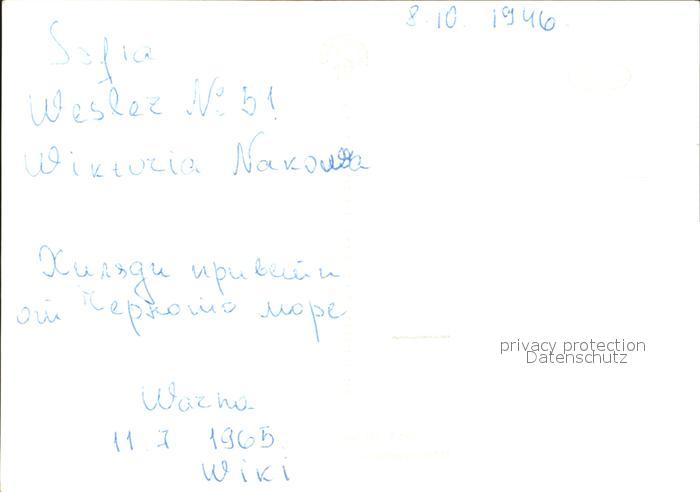 8.10. 1946.
Sofia
Weslez № 51
Wiktoria Nakowa
Хиляди привети
от Черното море
privacy protection
Datenschutz
Warna
11. 7 1965.
Wiki